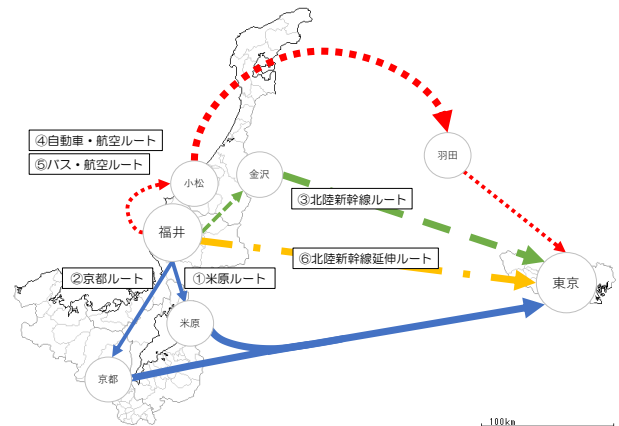 ④自動車・航空ルート
⑤バス・航空ルート
羽田
小松
金沢
③北陸新幹線ルート
福井
⑥北陸新幹線延伸ルート
②京都ルート
①米原ルート
東京
米原
京都
100km